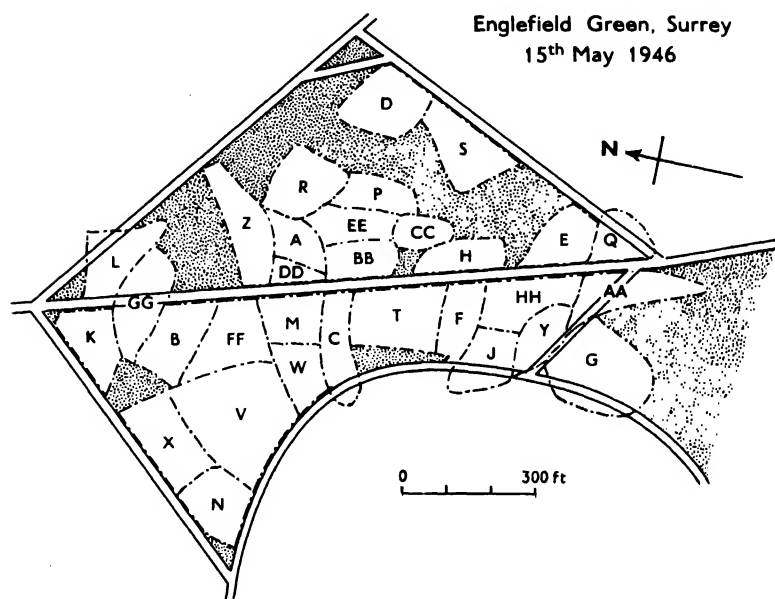 Englefield Green, Surrey
15th May 1946
D
S
N
R
P
Z
A
EE
CC
E
Q
L
DD
BB
H
GG
HH
AA
K
B
FF
M
C
T
F
Y
J
G
W
X
V
N
0 300 ft